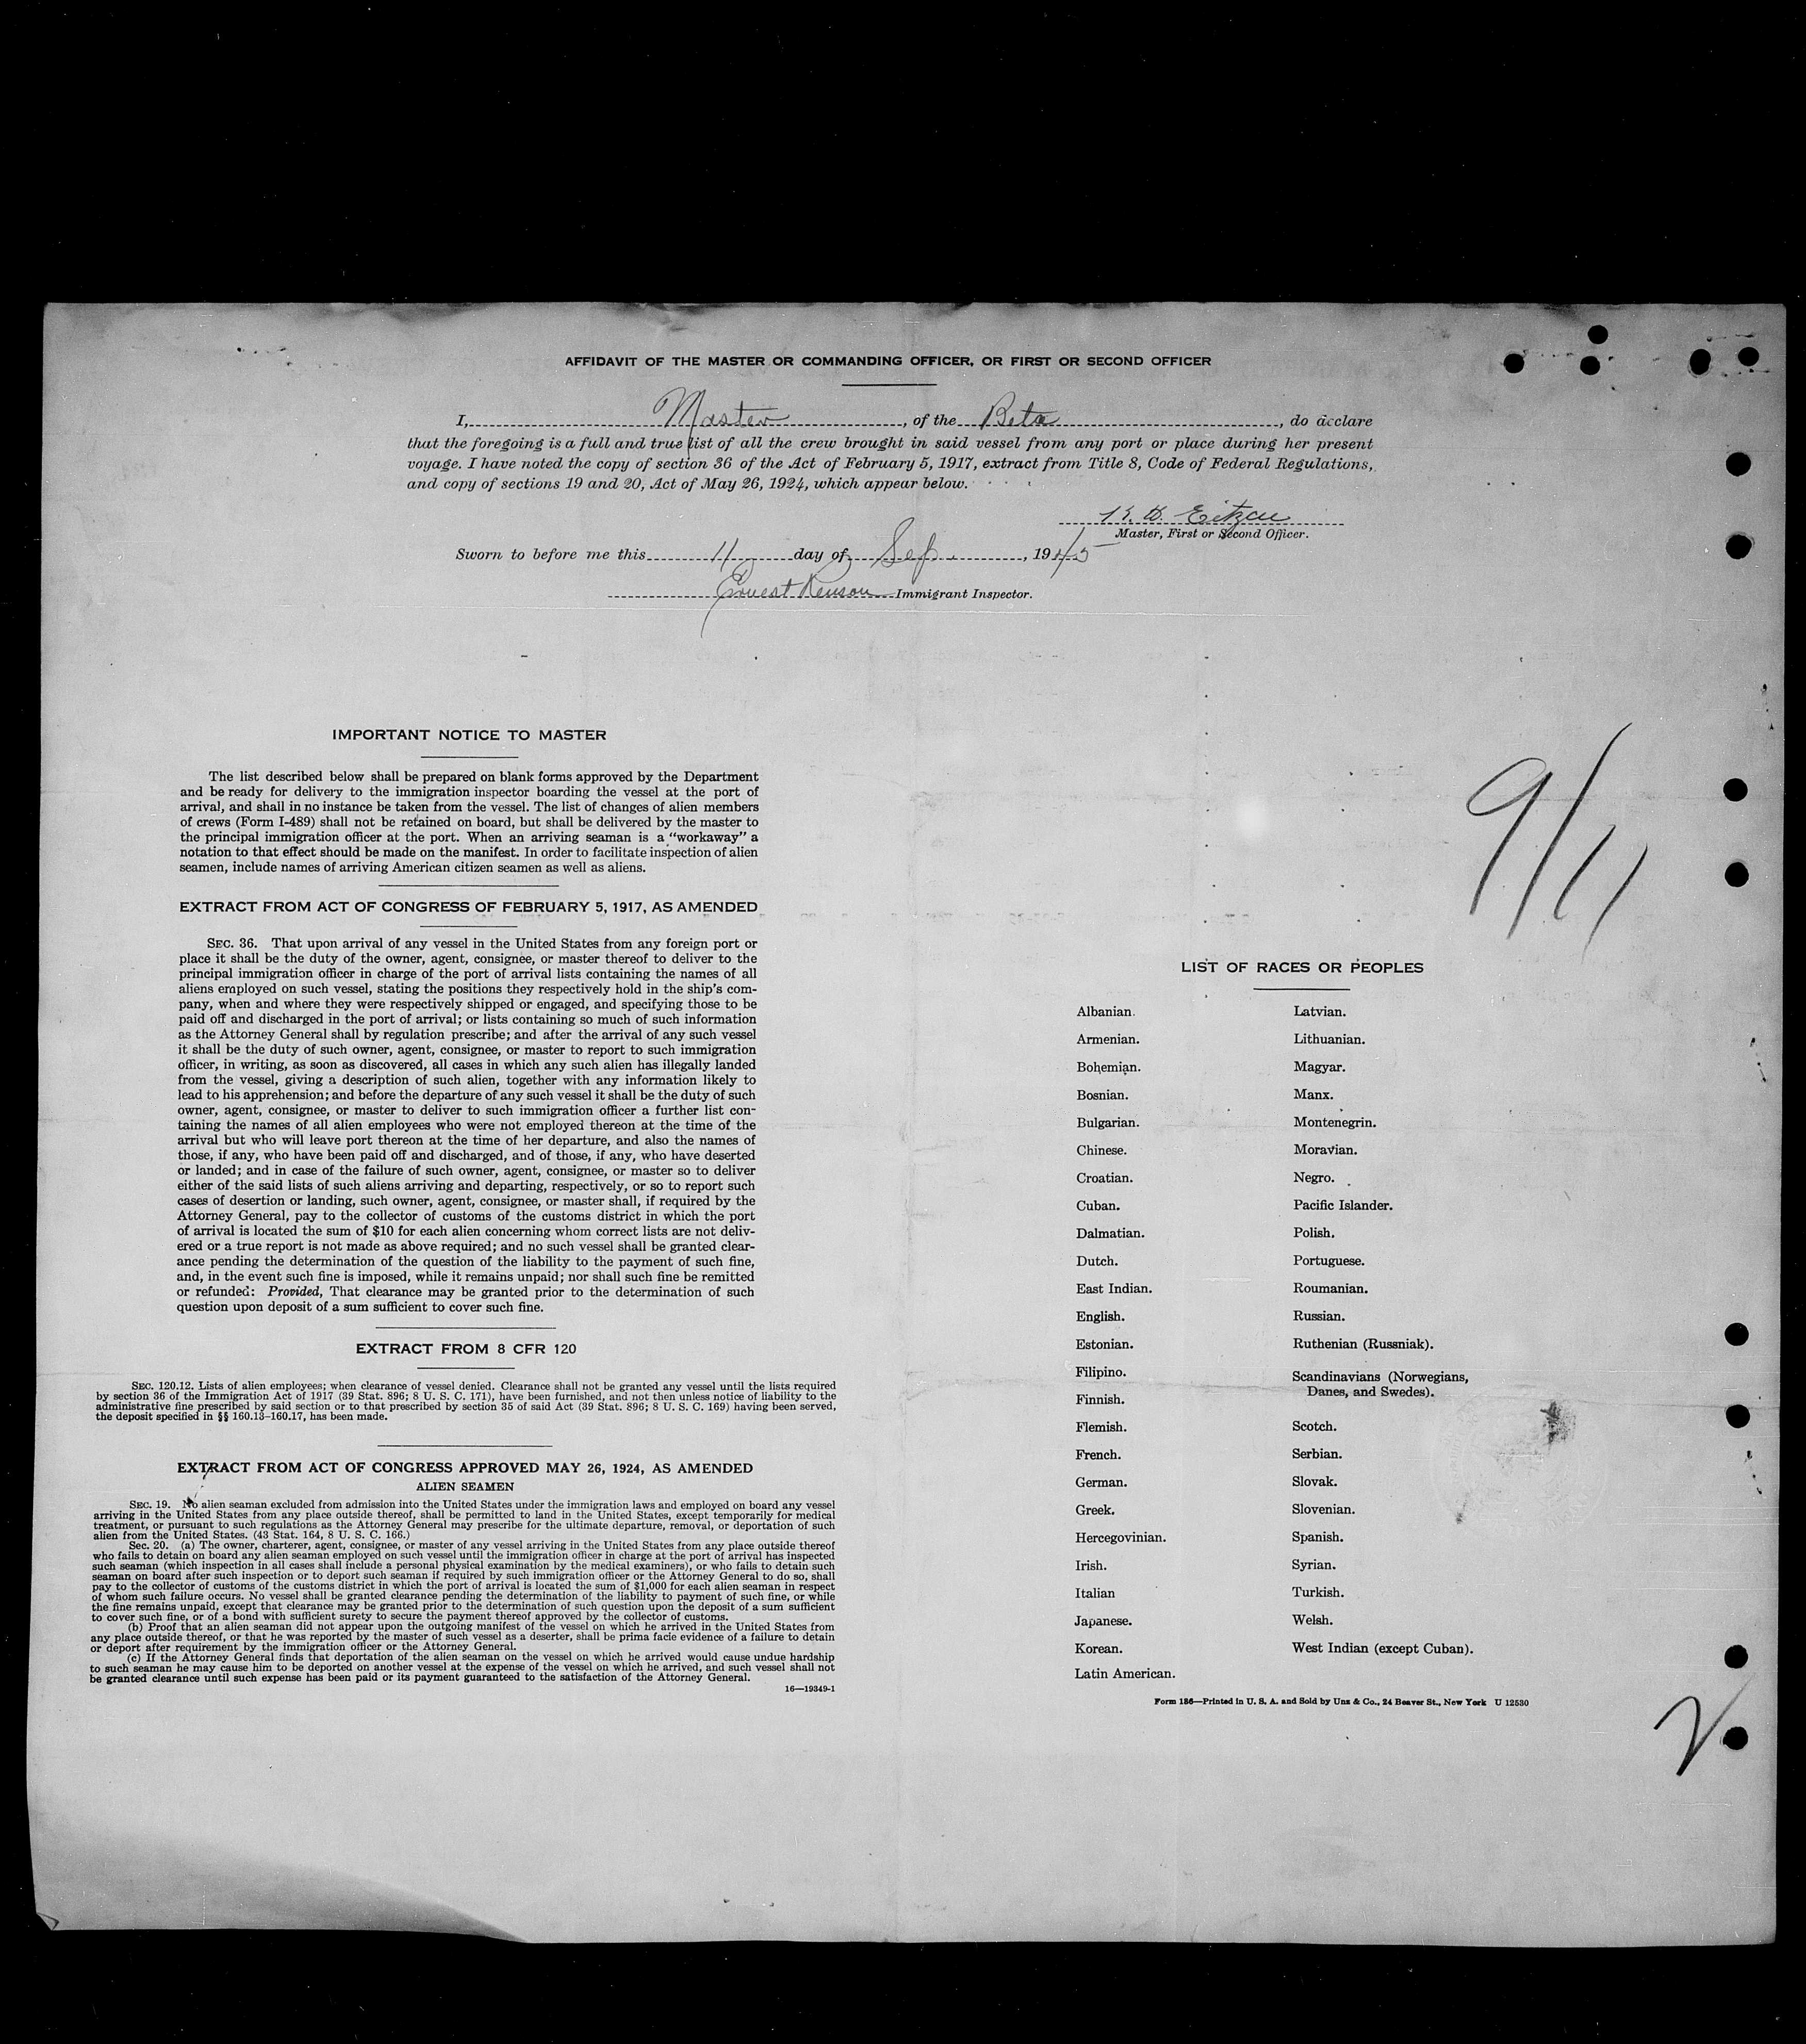 AFFIDAVIT OF THE MASTER OR COMMANDING OFFICER, OR FIRST OR SECOND OFFICER
I, Master, of the Beta, do declare
that the foregoing is a full and true list of all the crew brought in said vessel from any port or place during her present
voyage. I have noted the copy of section 36 of the Act of February 5, 1917, extract from Title 8, Code of Federal Regulations,
and copy of sections 19 and 20, Act of May 26, 1924, which appear below.
Master, First or Second Officer.
Sworn to before me this 11 day of Sep., 1945
Ernest Immigrant Inspector.
IMPORTANT NOTICE TO MASTER
The list described below shall be prepared on blank forms approved by the Department
and be ready for delivery to the immigration inspector boarding the vessel at the port of
arrival, and shall in no instance be taken from the vessel. The list of changes of alien members
of crews (Form I-489) shall not be retained on board, but shall be delivered by the master to
the principal immigration officer at the port. When an arriving seaman is a "workaway" a
notation to that effect should be made on the manifest. In order to facilitate inspection of alien
seamen, include names of arriving American citizen seamen as well as aliens.
EXTRACT FROM ACT OF CONGRESS OF FEBRUARY 5, 1917, AS AMENDED
SEC. 36. That upon arrival of any vessel in the United States from any foreign port or
place it shall be the duty of the owner, agent, consignee, or master thereof to deliver to the
principal immigration officer in charge of the port of arrival lists containing the names of all
aliens employed on such vessel, stating the positions they respectively hold in the ship's com-
pany, when and where they were respectively shipped or engaged, and specifying those to be
paid off and discharged in the port of arrival; or lists containing so much of such information
as the Attorney General shall by regulation prescribe; and after the arrival of any such vessel
it shall be the duty of such owner, agent, consignee, or master to report to such immigration
officer, in writing, as soon as discovered, all cases in which any such alien has illegally landed
from the vessel, giving a description of such alien, together with any information likely to
lead to his apprehension; and before the departure of any such vessel it shall be the duty of such
owner, agent, consignee, or master to deliver to such immigration officer a further list con-
taining the names of all alien employees who were not employed thereon at the time of the
arrival but who will leave port thereon at the time of her departure, and also the names of
those, if any, who have been paid off and discharged, and of those, if any, who have deserted
or landed; and in case of the failure of such owner, agent, consignee, or master so to deliver
either of the said lists of such aliens arriving and departing, respectively, or so to report such
cases of desertion or landing, such owner, agent, consignee, or master shall, if required by the
Attorney General, pay to the collector of customs of the customs district in which the port
of arrival is located the sum of $10 for each alien concerning whom correct lists are not deliv-
ered or a true report is not made as above required; and no such vessel shall be granted clear-
ance pending the determination of the question of the liability to the payment of such fine,
and, in the event such fine is imposed, while it remains unpaid; nor shall such fine be remitted
or refunded: Provided, That clearance may be granted prior to the determination of such
question upon deposit of a sum sufficient to cover such fine.
EXTRACT FROM 8 CFR 120
SEC. 120.12. Lists of alien employees; when clearance of vessel denied. Clearance shall not be granted any vessel until the lists required
by section 36 of the Immigration Act of 1917 (39 Stat. 896; 8 U. S. C. 171), have been furnished, and not then unless notice of liability to the
administrative fine prescribed by said section or to that prescribed by section 35 of said Act (39 Stat. 896; 8 U. S. C. 169) having been served,
the deposit specified in §§ 160.13-160.17, has been made.
EXTRACT FROM ACT OF CONGRESS APPROVED MAY 26, 1924, AS AMENDED
ALIEN SEAMEN
SEC. 19. No alien seaman excluded from admission into the United States under the immigration laws and employed on board any vessel
arriving in the United States from any place outside thereof, shall be permitted to land in the United States, except temporarily for medical
treatment, or pursuant to such regulations as the Attorney General may prescribe for the ultimate departure, removal, or deportation of such
alien from the United States. (43 Stat. 164, 8 U. S. C. 166.)
Sec. 20. (a) The owner, charterer, agent, consignee, or master of any vessel arriving in the United States from any place outside thereof
who fails to detain on board any alien seaman employed on such vessel until the immigration officer in charge at the port of arrival has inspected
such seaman (which inspection in all cases shall include a personal physical examination by the medical examiners), or who fails to detain such
seaman on board after such inspection or to deport such seaman if required by such immigration officer or the Attorney General to do so, shall
pay to the collector of customs of the customs district in which the port of arrival is located the sum of $1,000 for each alien seaman in respect
of whom such failure occurs. No vessel shall be granted clearance pending the determination of the liability to payment of such fine, or while
the fine remains unpaid, except that clearance may be granted prior to the determination of such question upon the deposit of a sum sufficient
to cover such fine, or of a bond with sufficient surety to secure the payment thereof approved by the collector of customs.
(b) Proof that an alien seaman did not appear upon the outgoing manifest of the vessel on which he arrived in the United States from
any place outside thereof, or that he was reported by the master of such vessel as a deserter, shall be prima facie evidence of a failure to detain
or deport after requirement by the immigration officer or the Attorney General.
(c) If the Attorney General finds that deportation of the alien seaman on the vessel on which he arrived would cause undue hardship
to such seaman he may cause him to be deported on another vessel at the expense of the vessel on which he arrived, and such vessel shall not
be granted clearance until such expense has been paid or its payment guaranteed to the satisfaction of the Attorney General.
16—19349-1
9/11
LIST OF RACES OR PEOPLES
Albanian.
Armenian.
Bohemian.
Bosnian.
Bulgarian.
Chinese.
Croatian.
Cuban.
Dalmatian.
Dutch.
East Indian.
English.
Estonian.
Filipino.
Finnish.
Flemish.
French.
German.
Greek.
Hercegovinian.
Irish.
Italian
Japanese.
Korean.
Latin American.
Latvian.
Lithuanian.
Magyar.
Manx.
Montenegrin.
Moravian.
Negro.
Pacific Islander.
Polish.
Portuguese.
Roumanian.
Russian.
Ruthenian (Russniak).
Scandinavians (Norwegians,
Danes, and Swedes).
Scotch.
Serbian.
Slovak.
Slovenian.
Spanish.
Syrian.
Turkish.
Welsh.
West Indian (except Cuban).
Form 186—Printed in U. S. A. and Sold by Unz & Co., 24 Beaver St., New York U 12530
2